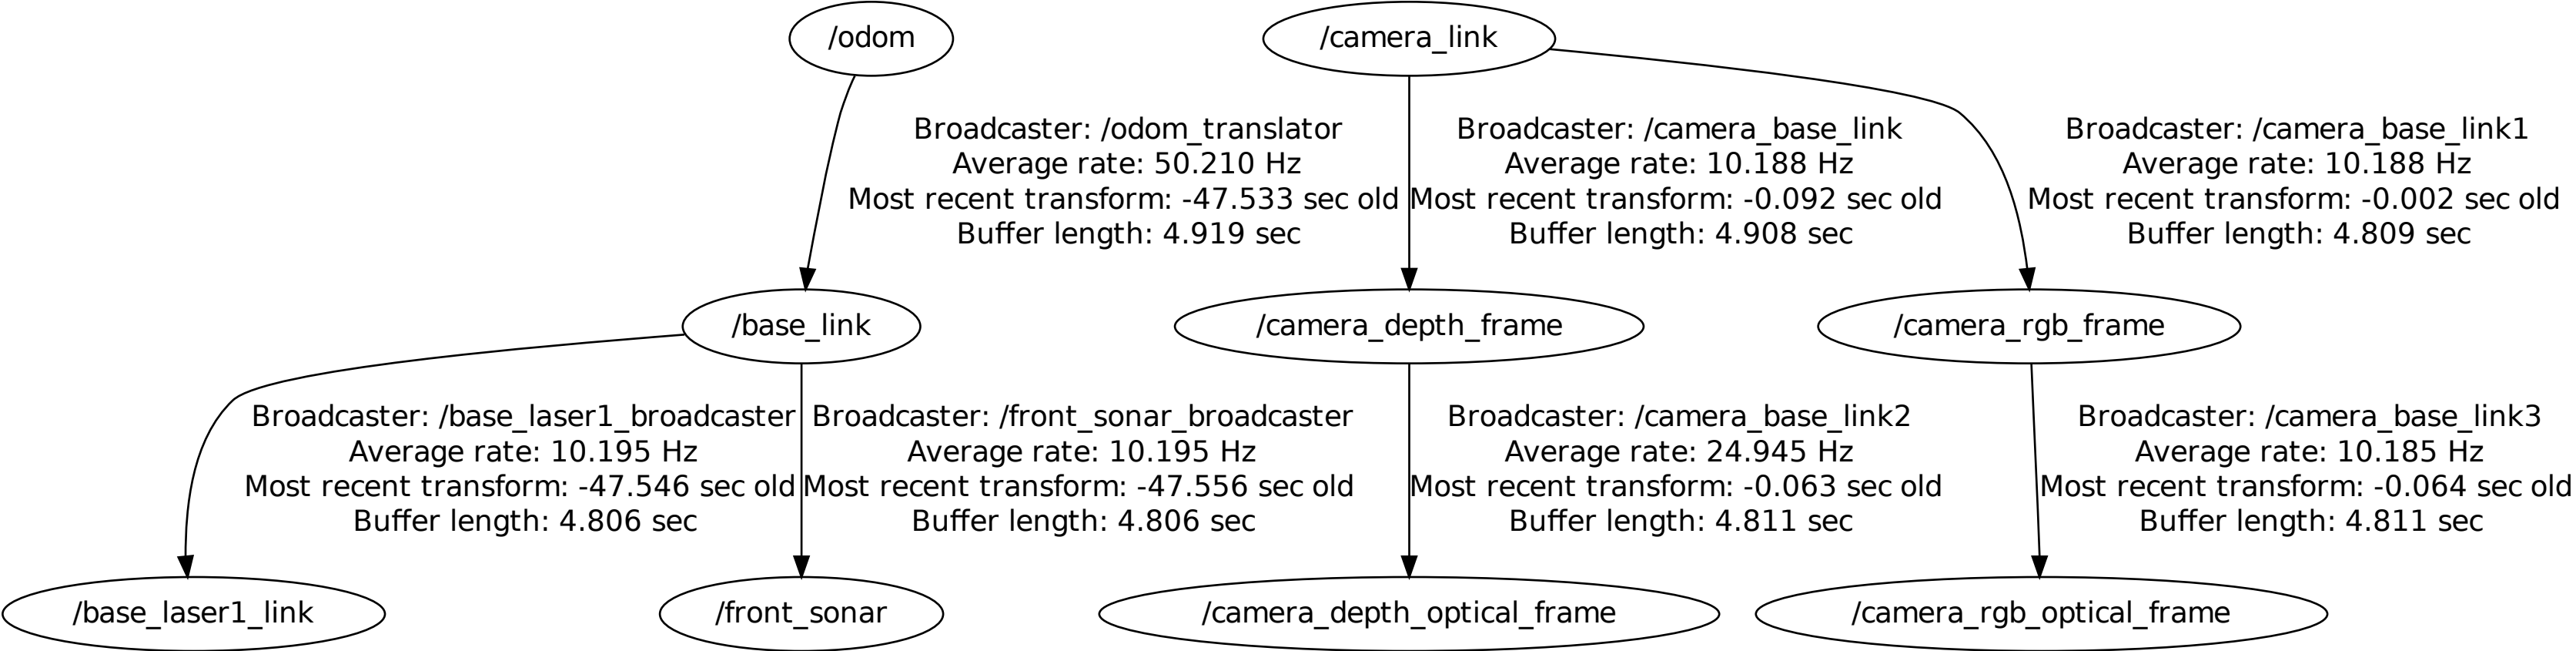 /odom
/camera_link
Broadcaster: /odom_translator
Average rate: 50.210 Hz
Most recent transform: -47.533 sec old
Buffer length: 4.919 sec
Broadcaster: /camera_base_link
Average rate: 10.188 Hz
Most recent transform: -0.092 sec old
Buffer length: 4.908 sec
Broadcaster: /camera_base_link1
Average rate: 10.188 Hz
Most recent transform: -0.002 sec old
Buffer length: 4.809 sec
/base_link
/camera_depth_frame
/camera_rgb_frame
Broadcaster: /base_laser1_broadcaster
Average rate: 10.195 Hz
Most recent transform: -47.546 sec old
Buffer length: 4.806 sec
Broadcaster: /front_sonar_broadcaster
Average rate: 10.195 Hz
Most recent transform: -47.556 sec old
Buffer length: 4.806 sec
Broadcaster: /camera_base_link2
Average rate: 24.945 Hz
Most recent transform: -0.063 sec old
Buffer length: 4.811 sec
Broadcaster: /camera_base_link3
Average rate: 10.185 Hz
Most recent transform: -0.064 sec old
Buffer length: 4.811 sec
/base_laser1_link
/front_sonar
/camera_depth_optical_frame
/camera_rgb_optical_frame